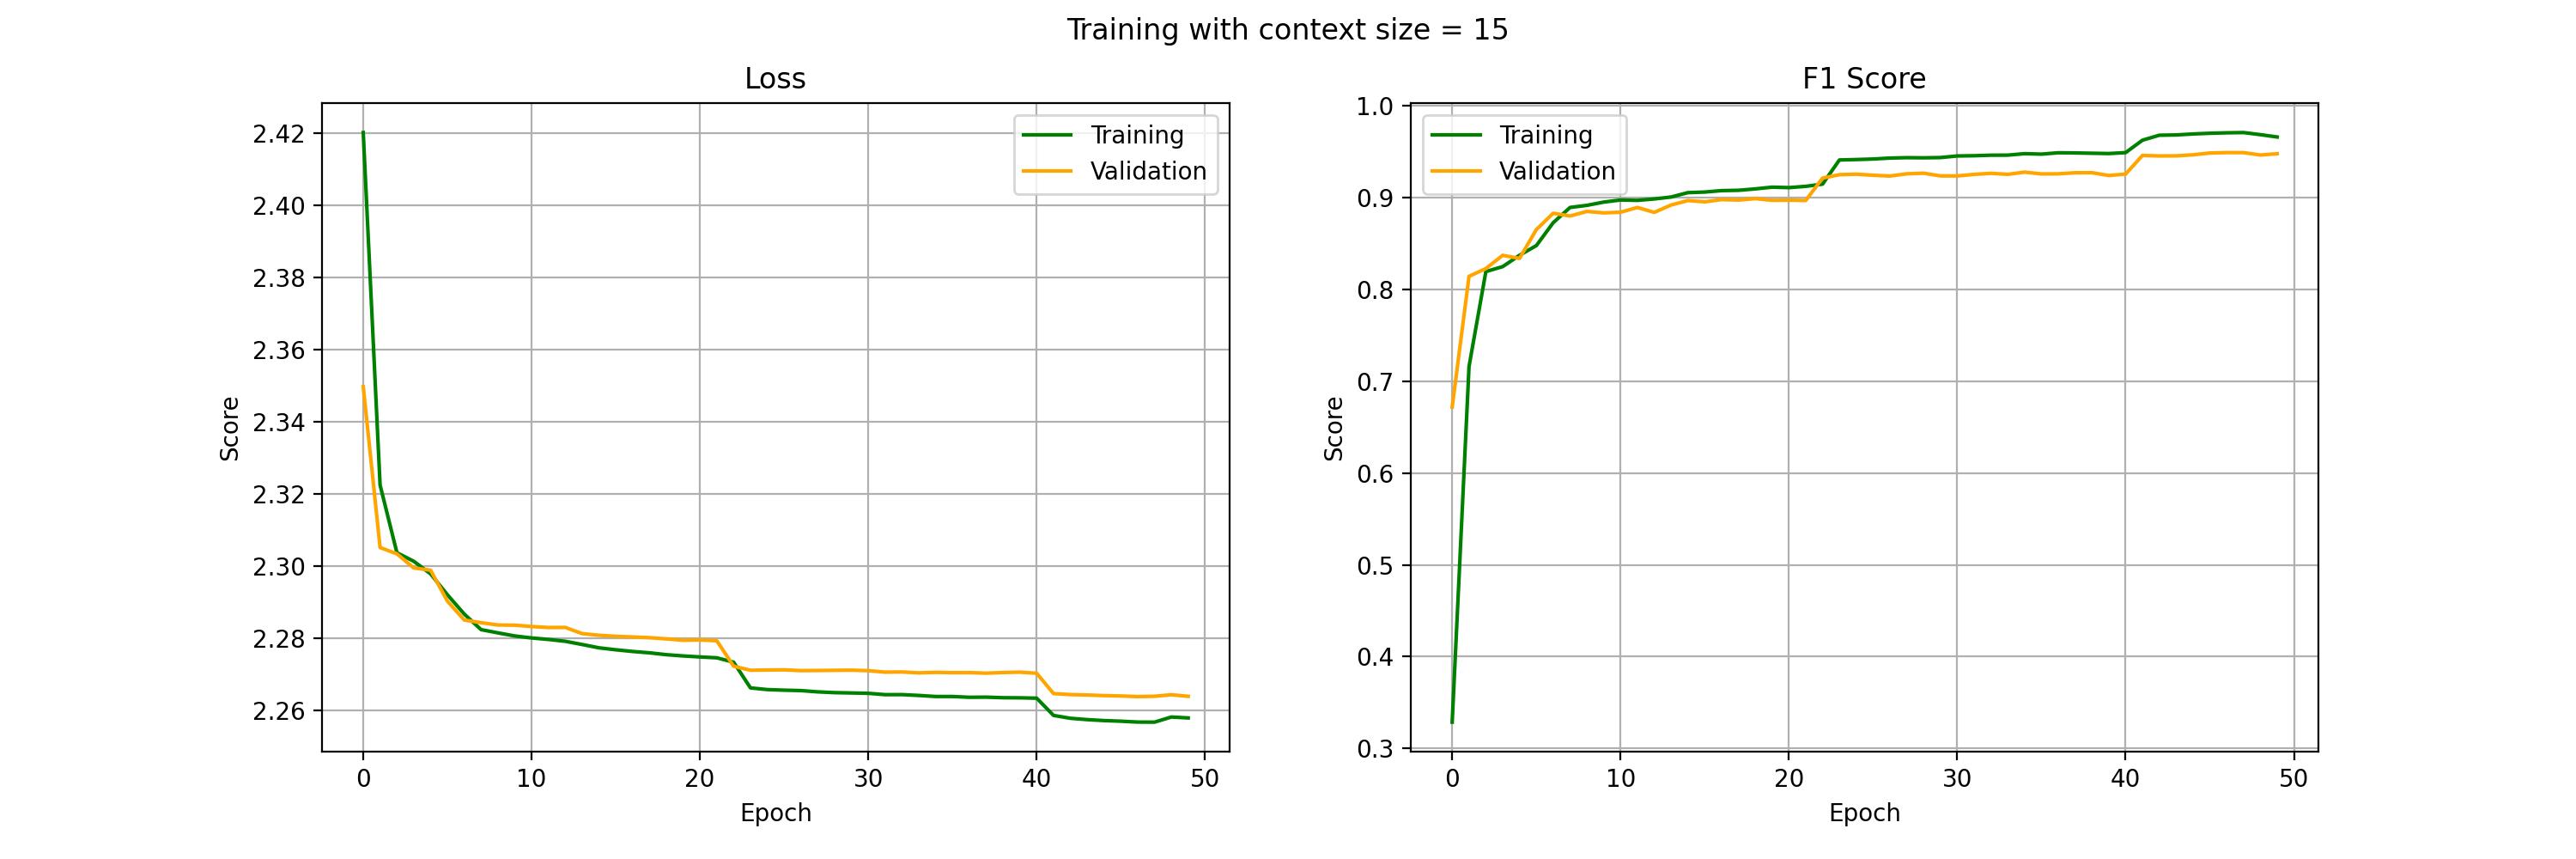 Training with context size = 15
Loss
Score
2.42
2.40
2.38
2.36
2.34
2.32
2.30
2.28
2.26
Training
Validation
0 10 20 30 40 50
Epoch
F1 Score
Score
1.0
0.9
0.8
0.7
0.6
0.5
0.4
0.3
Training
Validation
0 10 20 30 40 50
Epoch